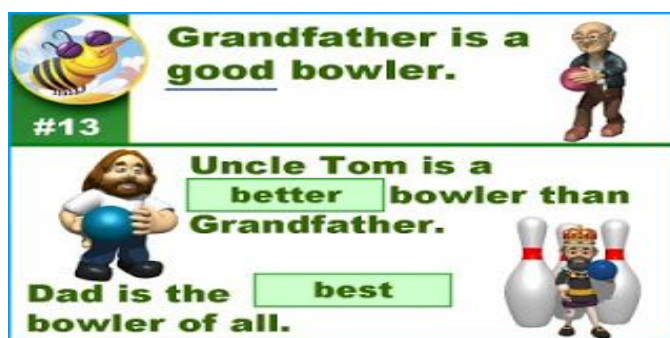 Grandfather is a
good bowler.
#13
Uncle Tom is a
better bowler than
Grandfather.
Dad is the best
bowler of all.